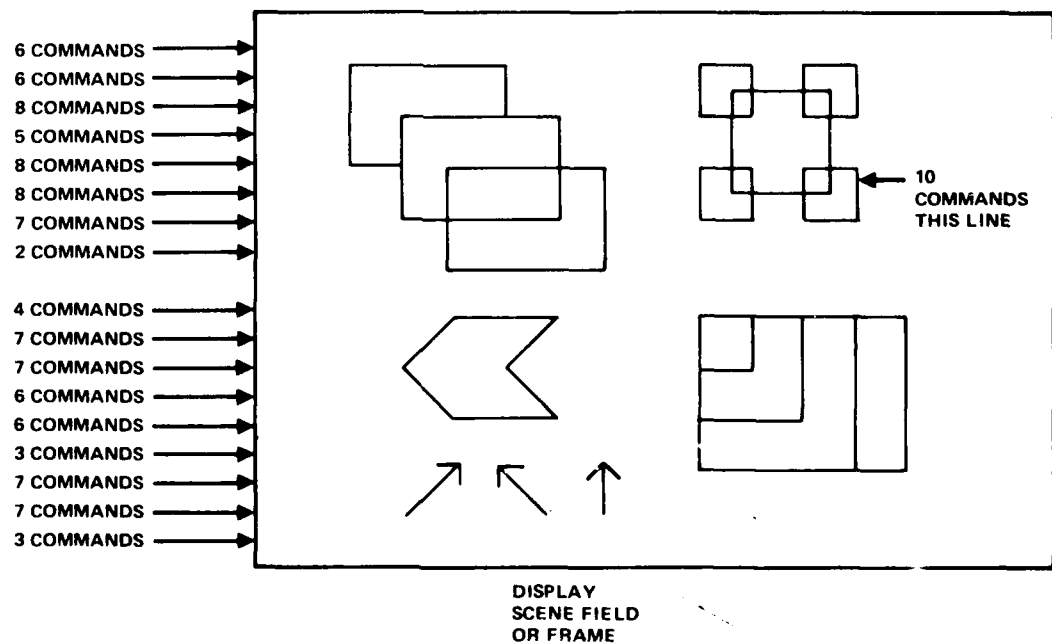 6 COMMANDS
6 COMMANDS
8 COMMANDS
5 COMMANDS
8 COMMANDS
8 COMMANDS
7 COMMANDS
2 COMMANDS
4 COMMANDS
7 COMMANDS
7 COMMANDS
6 COMMANDS
6 COMMANDS
3 COMMANDS
7 COMMANDS
7 COMMANDS
3 COMMANDS
10
COMMANDS
THIS LINE
DISPLAY
SCENE FIELD
OR FRAME